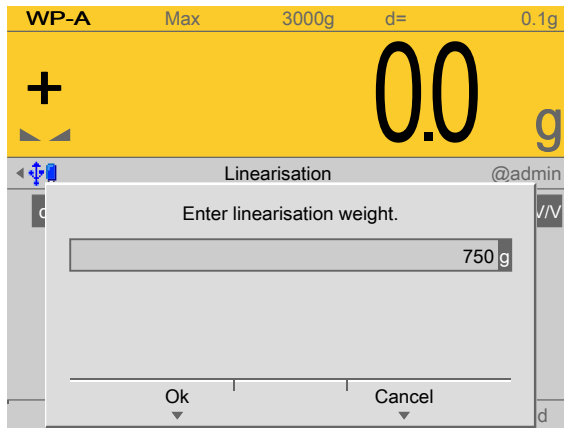 WP-A Max 3000g d= 0.1g
+ 0.0 g
Linearisation @admin
Enter linearisation weight.
V/V
750 g
Ok Cancel